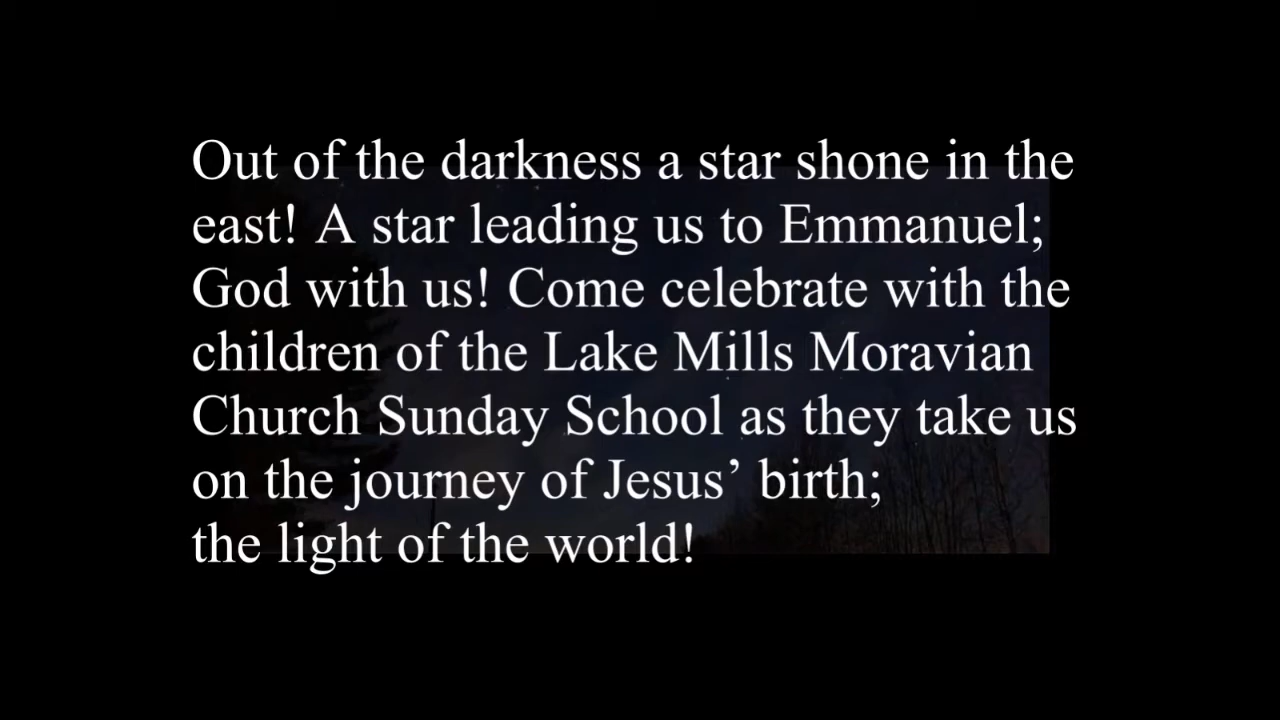 Out of the darkness a star shone in the
east! A star leading us to Emmanuel;
God with us! Come celebrate with the
children of the Lake Mills Moravian
Church Sunday School as they take us
on the journey of Jesus’ birth;
the light of the world!